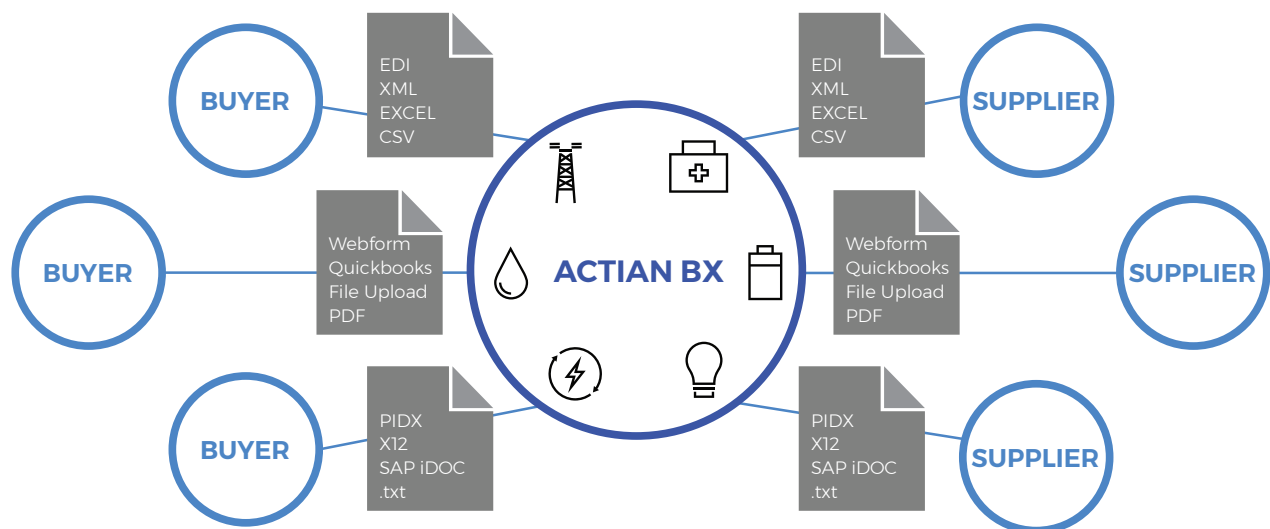 BUYER
EDI
XML
EXCEL
CSV
EDI
XML
EXCEL
CSV
SUPPLIER
BUYER
Webform
Quickbooks
File Upload
PDF
ACTIAN BX
Webform
Quickbooks
File Upload
PDF
SUPPLIER
BUYER
PIDX
X12
SAP iDOC
.txt
PIDX
X12
SAP iDOC
.txt
SUPPLIER